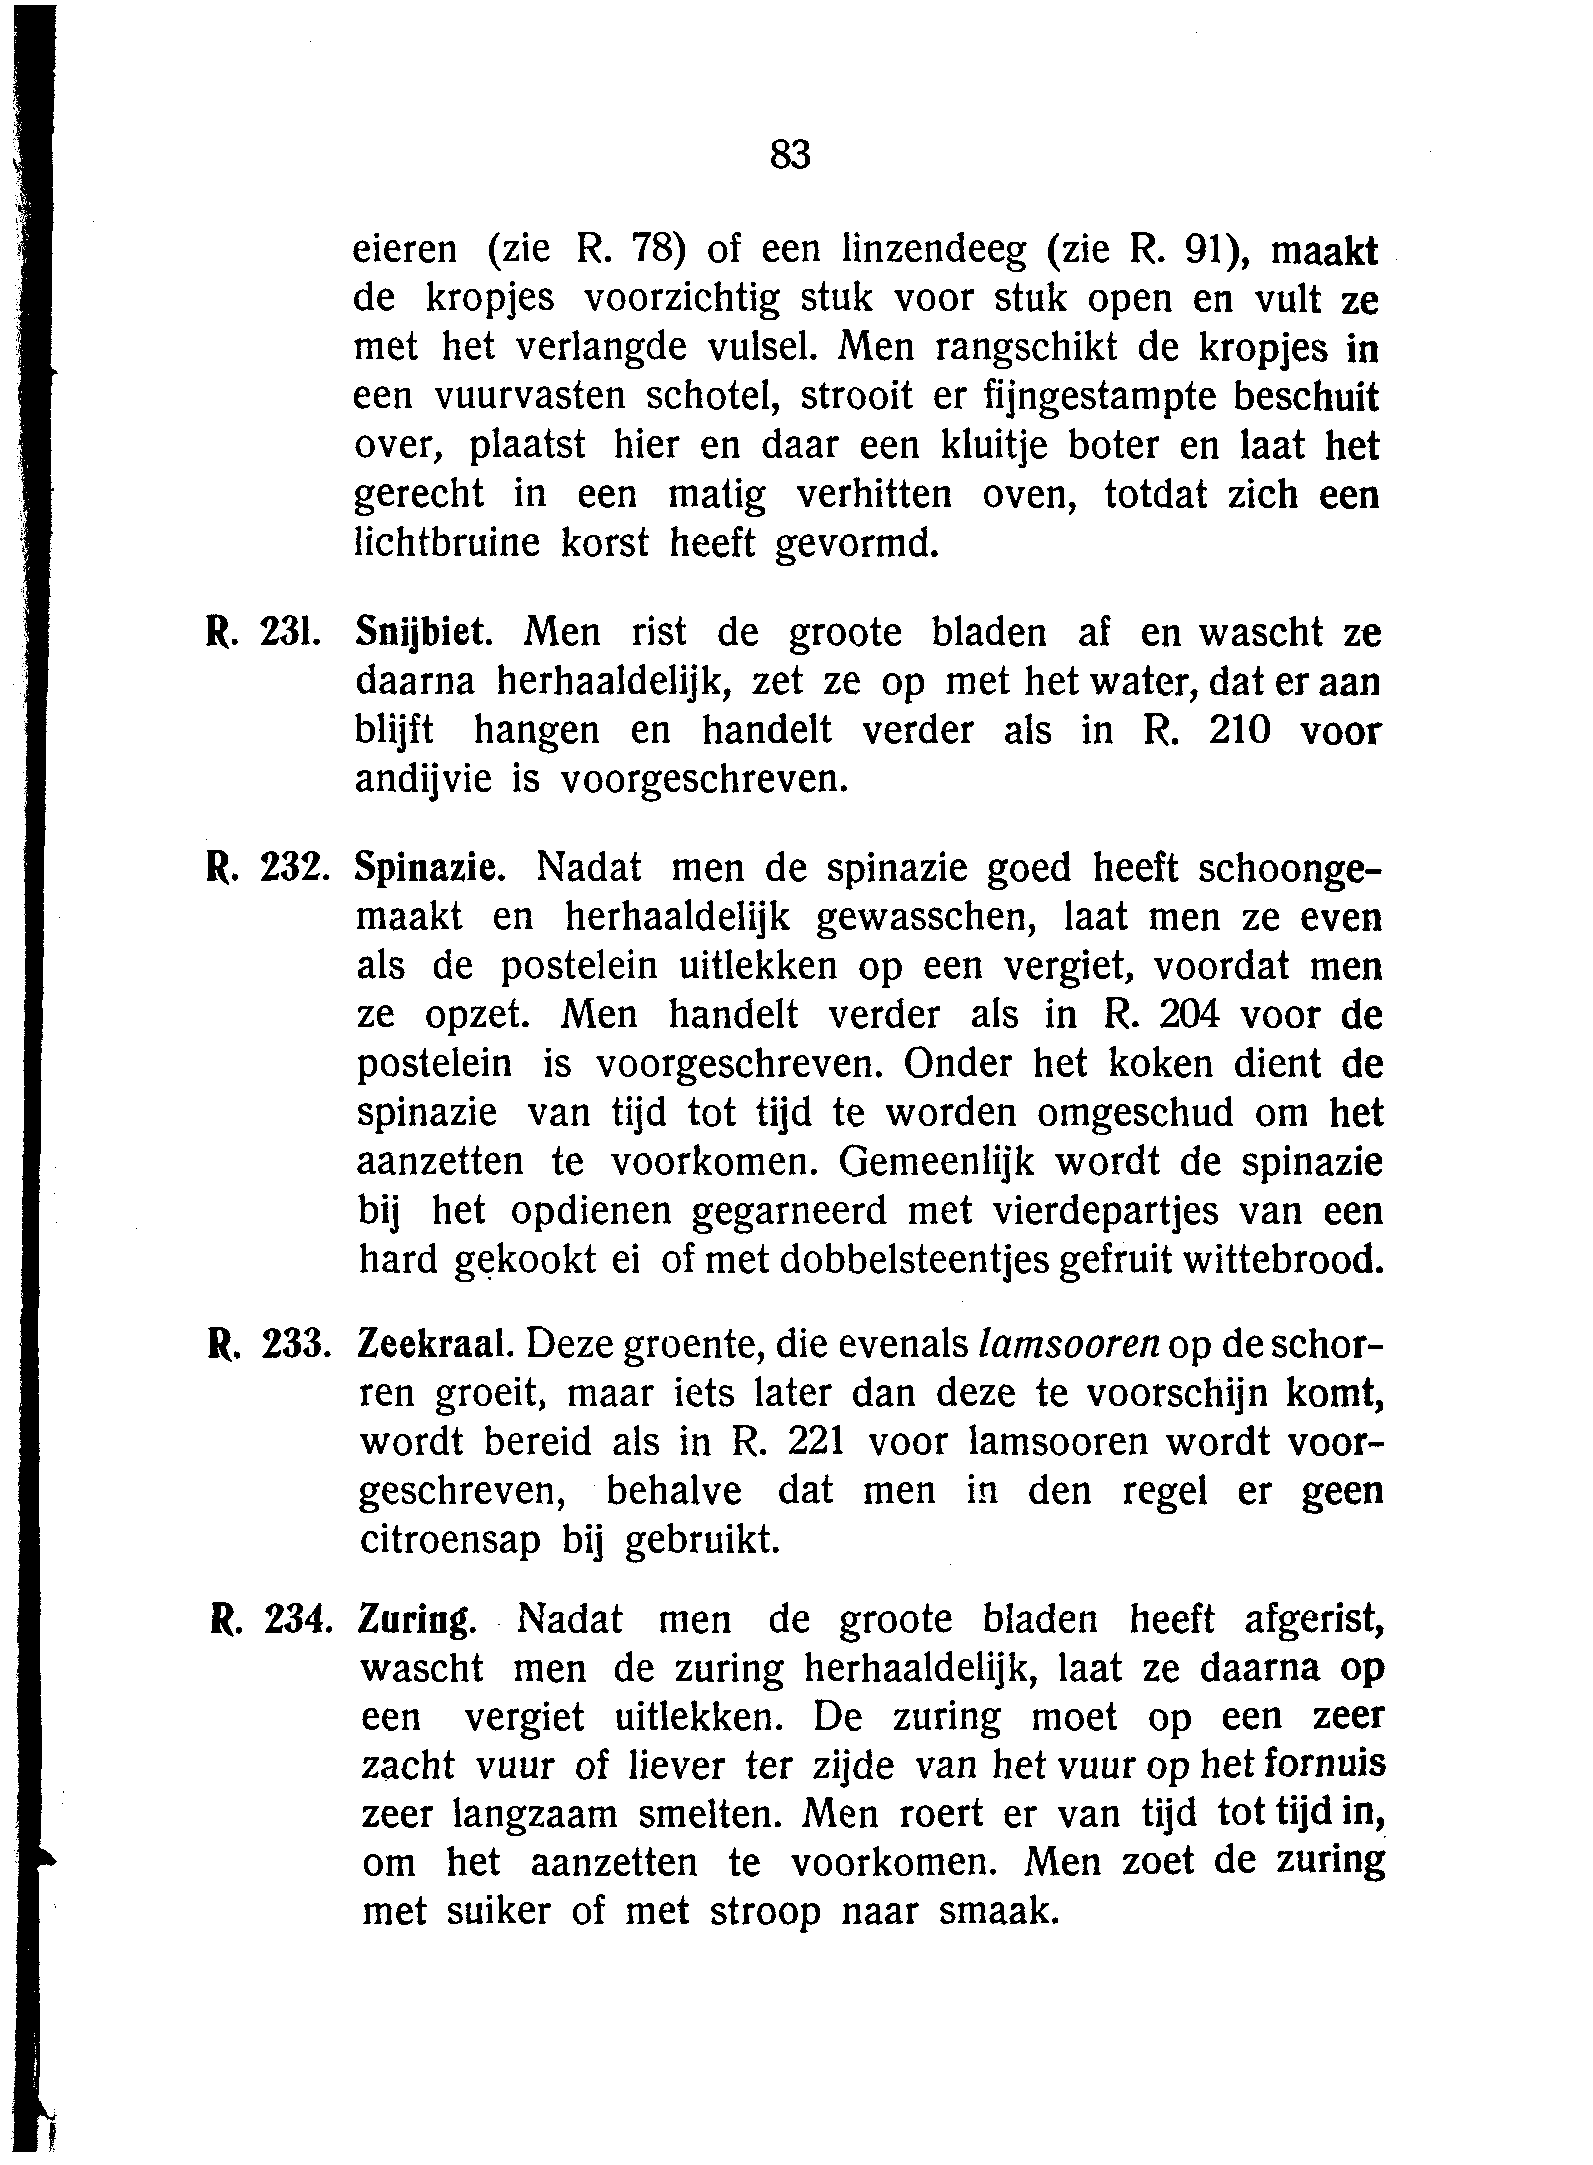 83
eieren (zie R. 78) of een linzendeeg (zie R. 91), maakt
de kropjes voorzichtig stuk voor stuk open en vult ze
met het verlangde vulsel. Men rangschikt de kropjes in
een vuurvasten schotel, strooit er fijngestampte beschuit
over, plaatst hier en daar een kluitje boter en laat het
gerecht in een matig verhitten oven, totdat zich een
lichtbruine korst heeft gevormd.
R. 231. Snijbiet. Men rist de groote bladen af en wascht ze
daarna herhaaldelijk, zet ze op met het water, dat er aan
blijft hangen en handelt verder als in R. 210 voor
andijvie is voorgeschreven.
R. 232. Spinazie. Nadat men de spinazie goed heeft schoonge-
maakt en herhaaldelijk gewasschen, laat men ze even
als de postelein uitlekken op een vergiet, voordat men
ze opzet. Men handelt verder als in R. 204 voor de
postelein is voorgeschreven. Onder het koken dient de
spinazie van tijd tot tijd te worden omgeschud om het
aanzetten te voorkomen. Gemeenlijk wordt de spinazie
bij het opdienen gegarneerd met vierdepartjes van een
hard gekookt ei of met dobbelsteentjes gefruit wittebrood.
R. 233. Zeekraal. Deze groente, die evenals lamsooren op de schor-
ren groeit, maar iets later dan deze te voorschijn komt,
wordt bereid als in R. 221 voor lamsooren wordt voor-
geschreven, behalve dat men in den regel er geen
citroensap bij gebruikt.
R. 234. Zuring. Nadat men de groote bladen heeft afgerist,
wascht men de zuring herhaaldelijk, laat ze daarna op
een vergiet uitlekken. De zuring moet op een zeer
zacht vuur of liever ter zijde van het vuur op het fornuis
zeer langzaam smelten. Men roert er van tijd tot tijd in,
om het aanzetten te voorkomen. Men zoet de zuring
met suiker of met stroop naar smaak.